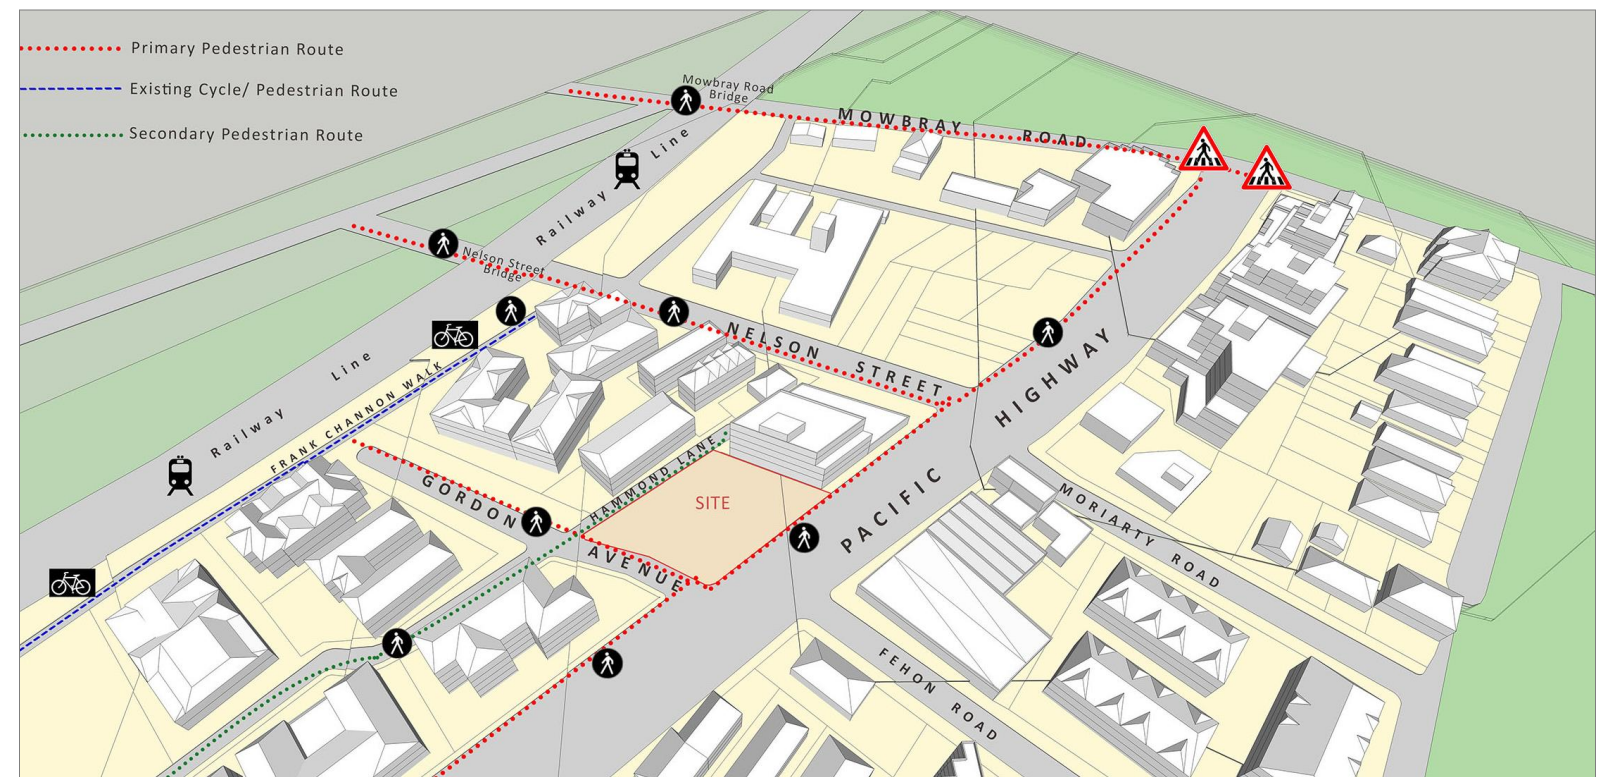 Primary Pedestrian Route
Existing Cycle/ Pedestrian Route
Secondary Pedestrian Route
Mowbray Road
Bridge
MOWBRAY ROAD
Railway Line
Nelson Street
Bridge
NELSON STREET
PACIFIC HIGHWAY
Railway Line
FRANK CHANNON WALK
HAMMOND LANE
SITE
GORDON AVENUE
MORIARTY ROAD
FEHON ROAD